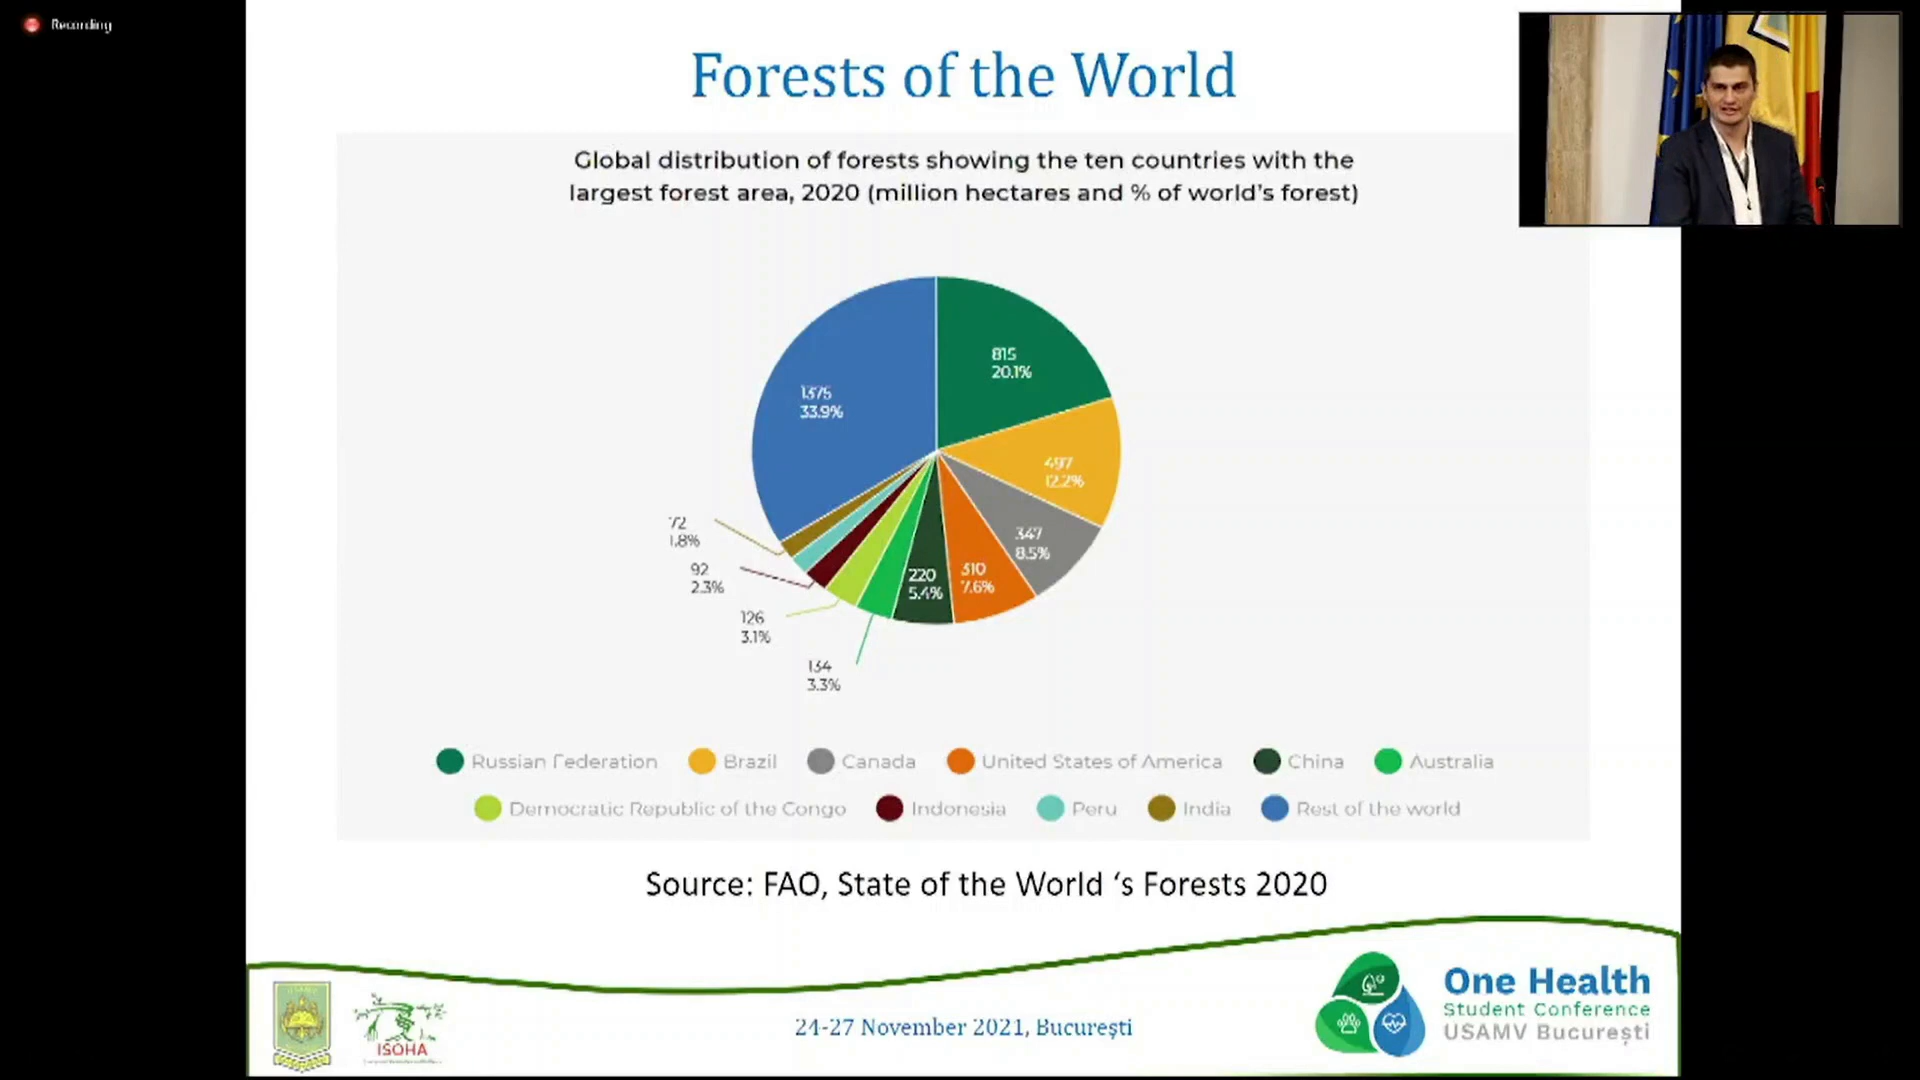 Recording
Forests of the World
Global distribution of forests showing the ten countries with the
largest forest area, 2020 (million hectares and % of world's forest)
815
20.1%
1375
33.9%
497
12.2%
347
8.5%
310
7.6%
220
5.4%
72
1.8%
92
2.3%
126
3.1%
134
3.3%
Russian Federation Brazil Canada United States of America China Australia
Democratic Republic of the Congo Indonesia Peru India Rest of the world
Source: FAO, State of the World ‘s Forests 2020
ISOHA
24-27 November 2021, București
One Health
Student Conference
USAMV București